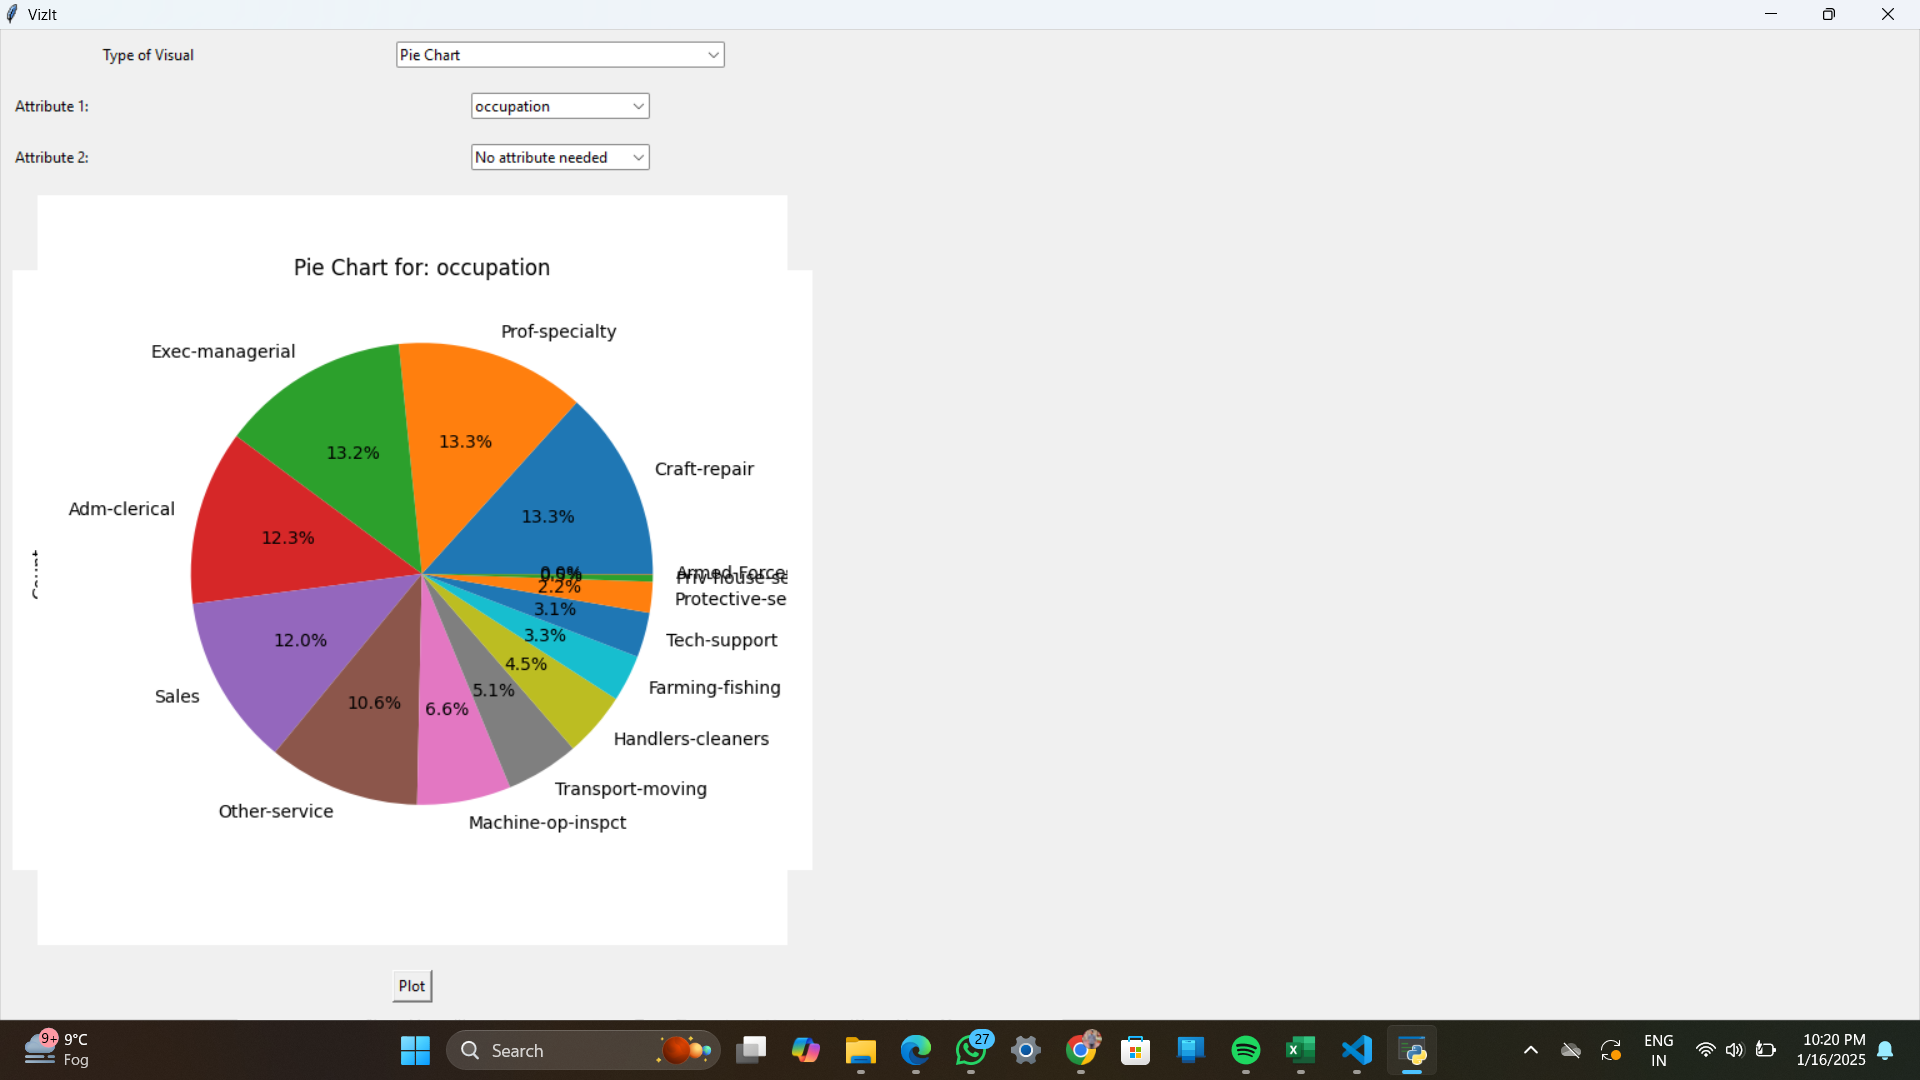 VizIt
Type of Visual
Pie Chart
Attribute 1:
occupation
Attribute 2:
No attribute needed
Pie Chart for: occupation
Prof-specialty
Exec-managerial
13.3%
13.2%
Craft-repair
Adm-clerical
13.3%
12.3%
Armed-Force
Priv-house-se
2.2%
Protective-se
3.1%
3.3%
Tech-support
12.0%
4.5%
Farming-fishing
Sales
5.1%
10.6%
6.6%
Handlers-cleaners
Transport-moving
Other-service
Machine-op-inspct
Plot
9+
9°C
Fog
Search
27
ENG
IN
10:20 PM
1/16/2025